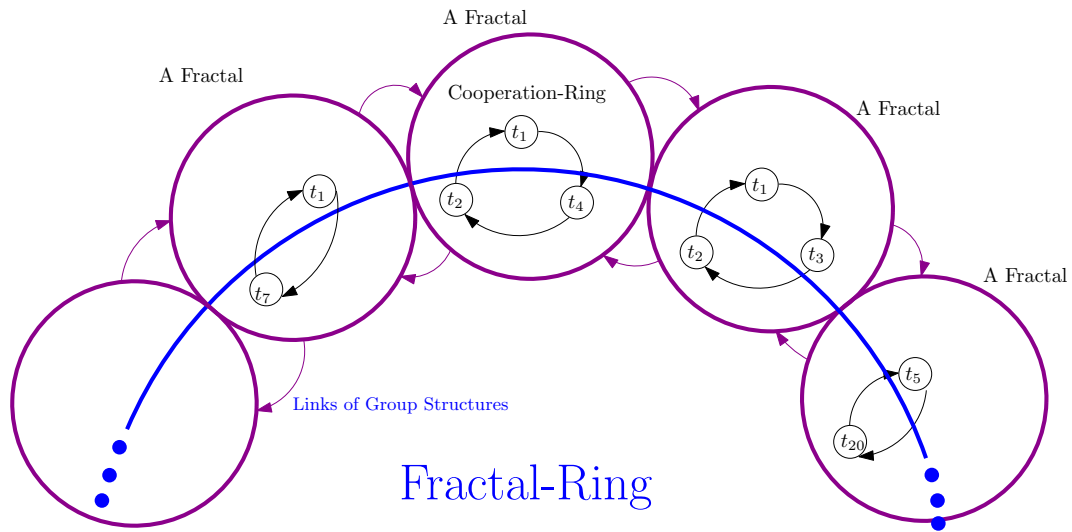 A Fractal
A Fractal
Cooperation-Ring
A Fractal
A Fractal
t₁
t₇
t₁
t₂
t₄
t₁
t₂
t₃
t₅
t₂₀
Links of Group Structures
Fractal-Ring